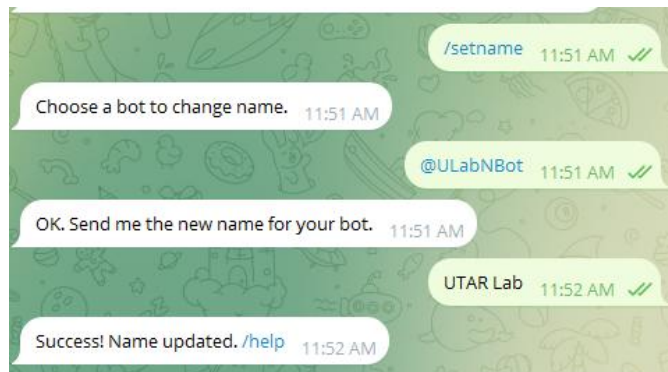 /setname 11:51 AM
Choose a bot to change name. 11:51 AM
@ULabNBot 11:51 AM
OK. Send me the new name for your bot. 11:51 AM
UTAR Lab 11:52 AM
Success! Name updated. /help 11:52 AM